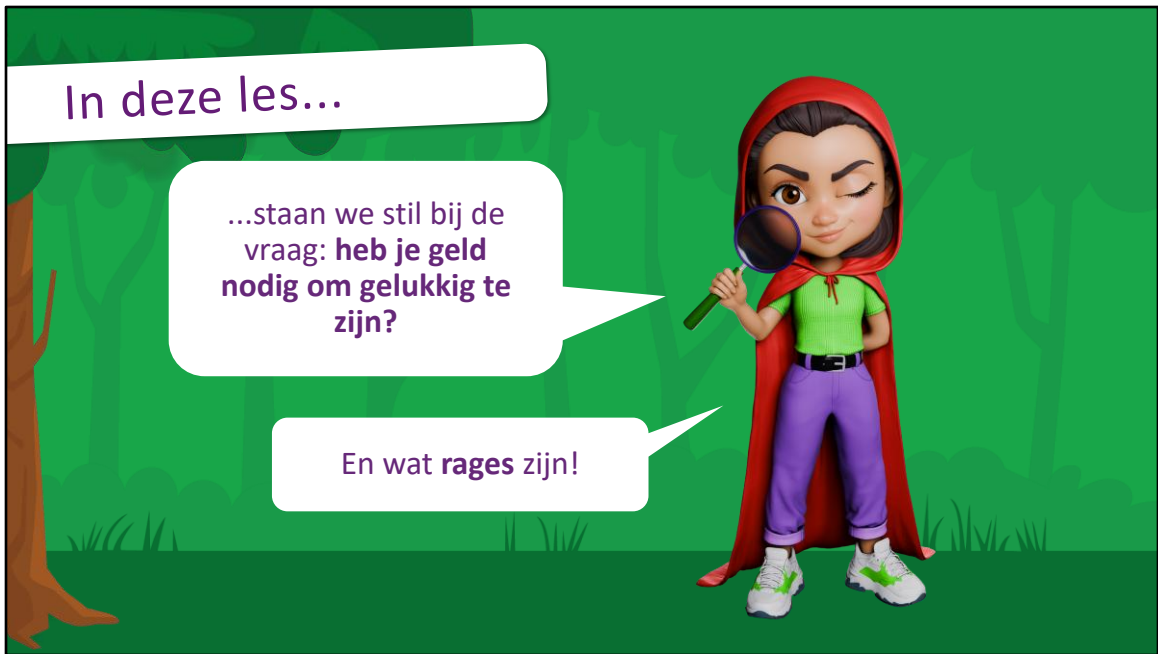 In deze les...
...staan we stil bij de
vraag: heb je geld
nodig om gelukkig te
zijn?
En wat rages zijn!